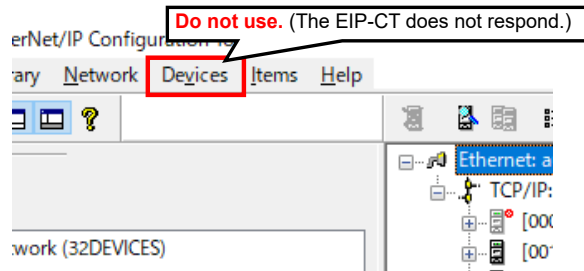 Do not use. (The EIP-CT does not respond.)
erNet/IP Configuration
ary Network Devices Items Help
Ethernet: a
TCP/IP:
[000
[001
twork (32DEVICES)